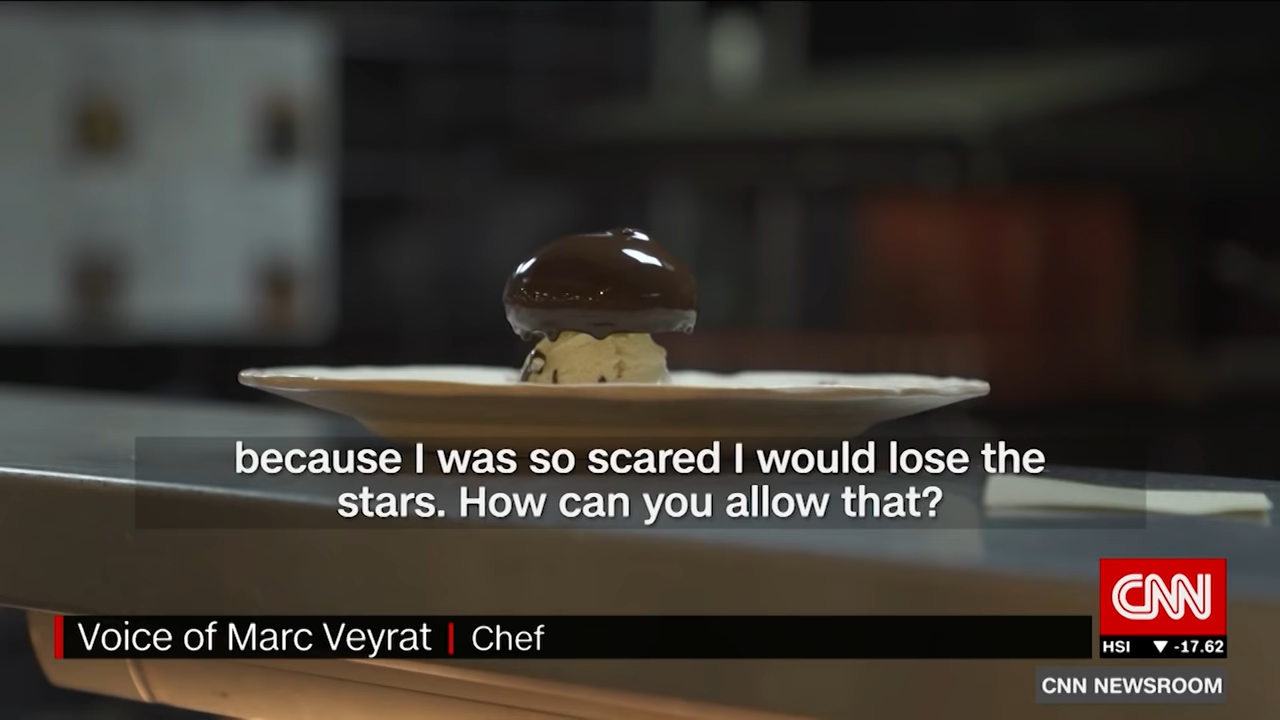 because I was so scared I would lose the
stars. How can you allow that?
Voice of Marc Veyrat | Chef
CNN
HSI ▼ -17.62
CNN NEWSROOM